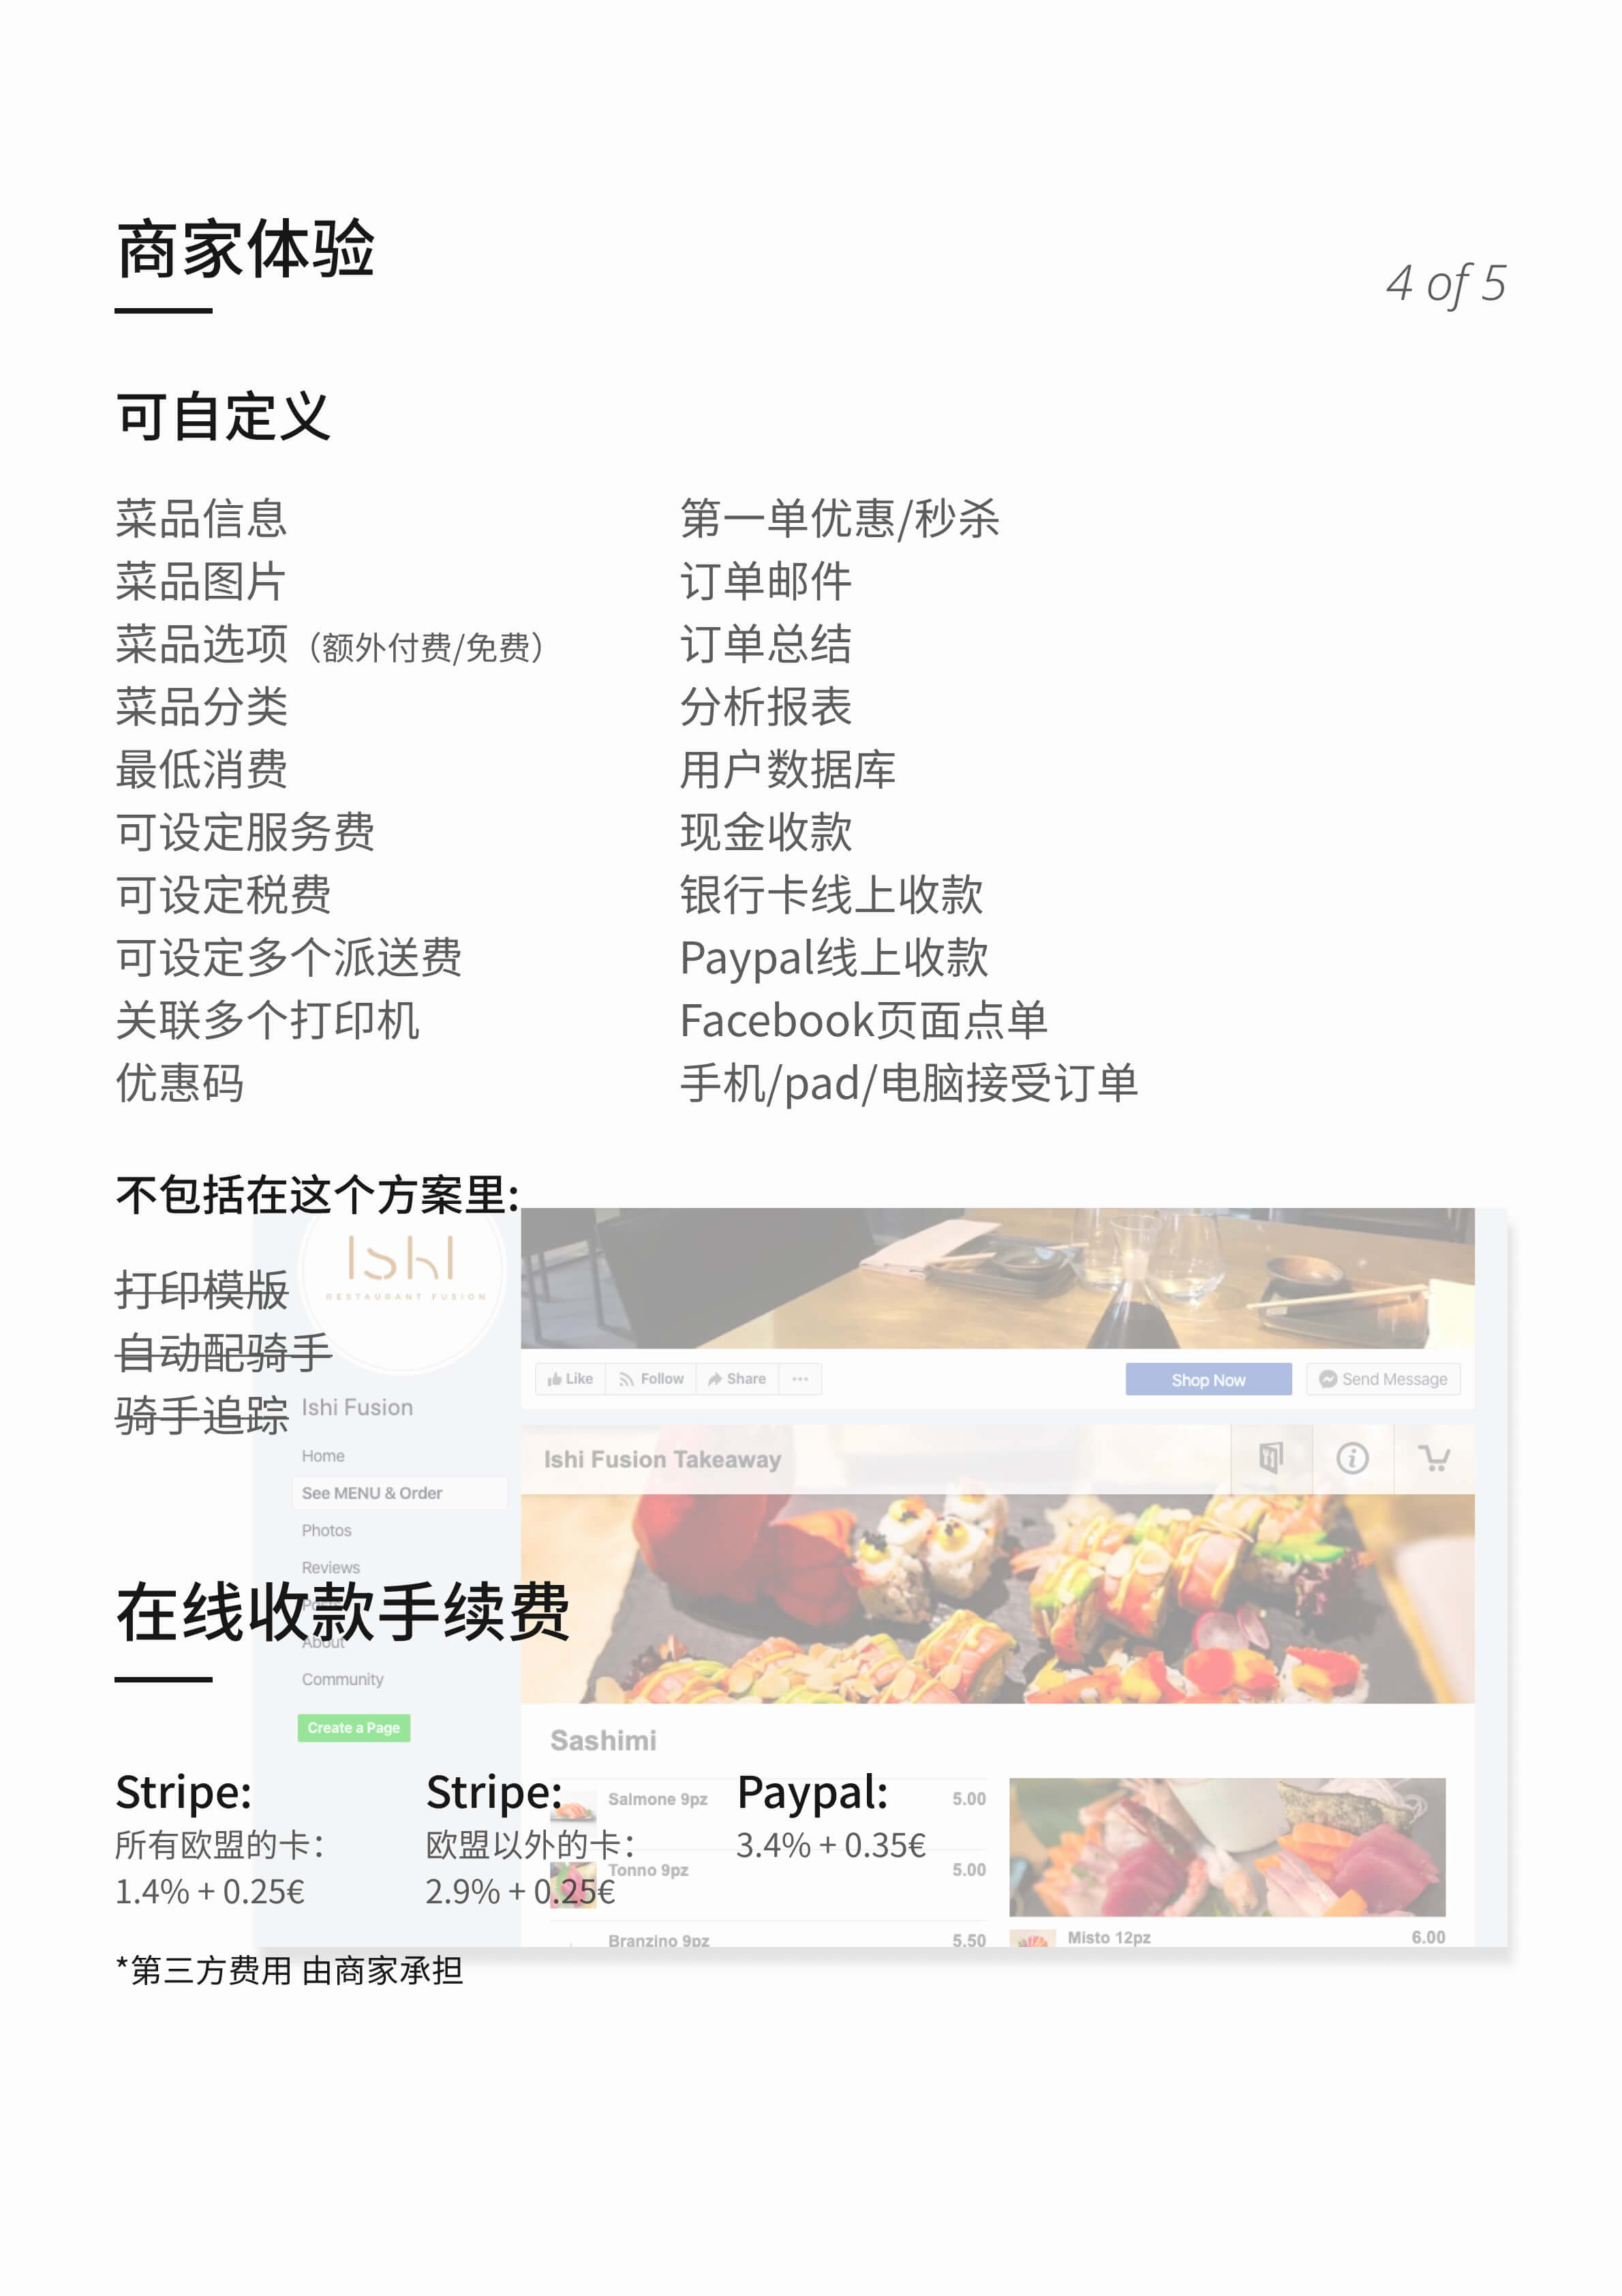 商家体验
4 of 5
可自定义
菜品信息
菜品图片
菜品选项（额外付费/免费）
菜品分类
最低消费
可设定服务费
可设定税费
可设定多个派送费
关联多个打印机
优惠码
第一单优惠/秒杀
订单邮件
订单总结
分析报表
用户数据库
现金收款
银行卡线上收款
Paypal线上收款
Facebook页面点单
手机/pad/电脑接受订单
不包括在这个方案里:
打印模版
自动配骑手
骑手追踪
IshI
RESTAURANT FUSION
Ishi Fusion
Home
See MENU & Order
Photos
Reviews
Posts
About
Community
Create a Page
Like
Follow
Share
Shop Now
Send Message
Ishi Fusion Takeaway
Sashimi
Salmone 9pz 5.00
Tonno 9pz 5.00
Branzino 9pz 5.50
Misto 12pz 6.00
在线收款手续费
Stripe:
所有欧盟的卡：
1.4% + 0.25€
Stripe:
欧盟以外的卡：
2.9% + 0.25€
Paypal:
3.4% + 0.35€
*第三方费用 由商家承担